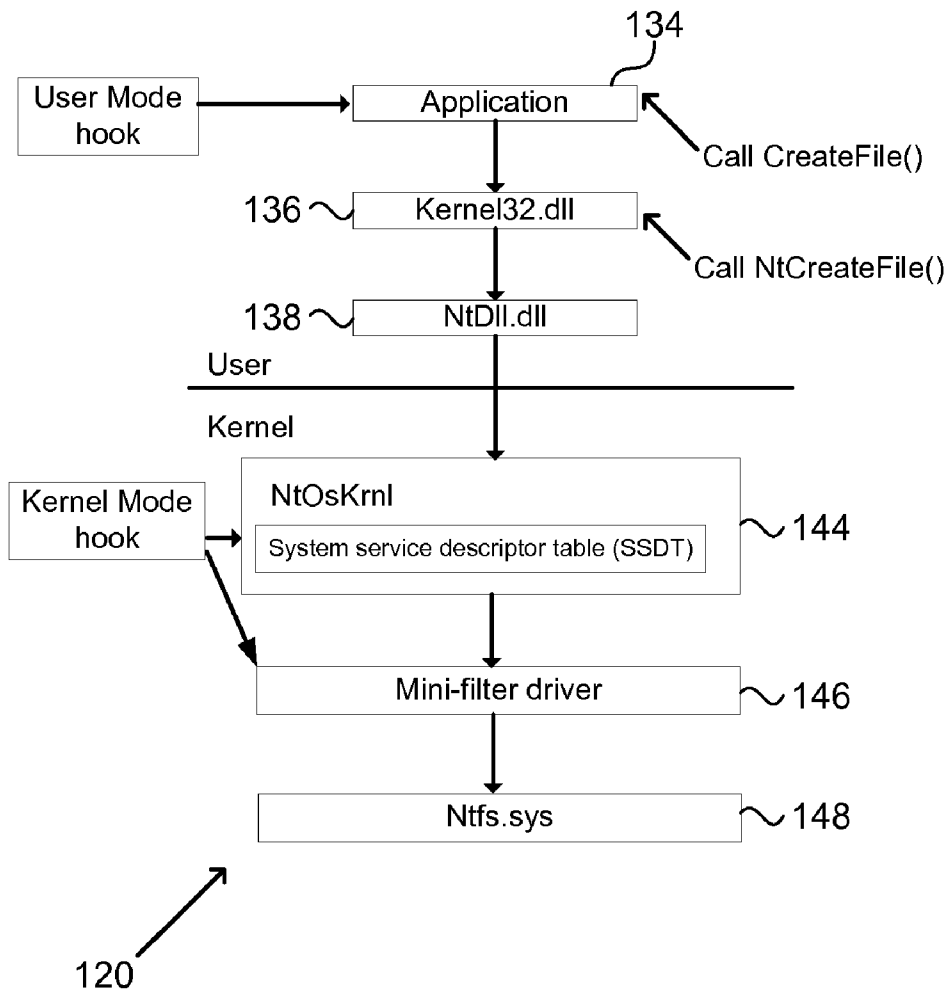 134
User Mode
hook
Application
Call CreateFile()
136
Kernel32.dll
Call NtCreateFile()
138
NtDll.dll
User
Kernel
Kernel Mode
hook
NtOsKrnl
System service descriptor table (SSDT)
144
Mini-filter driver
146
Ntfs.sys
148
120